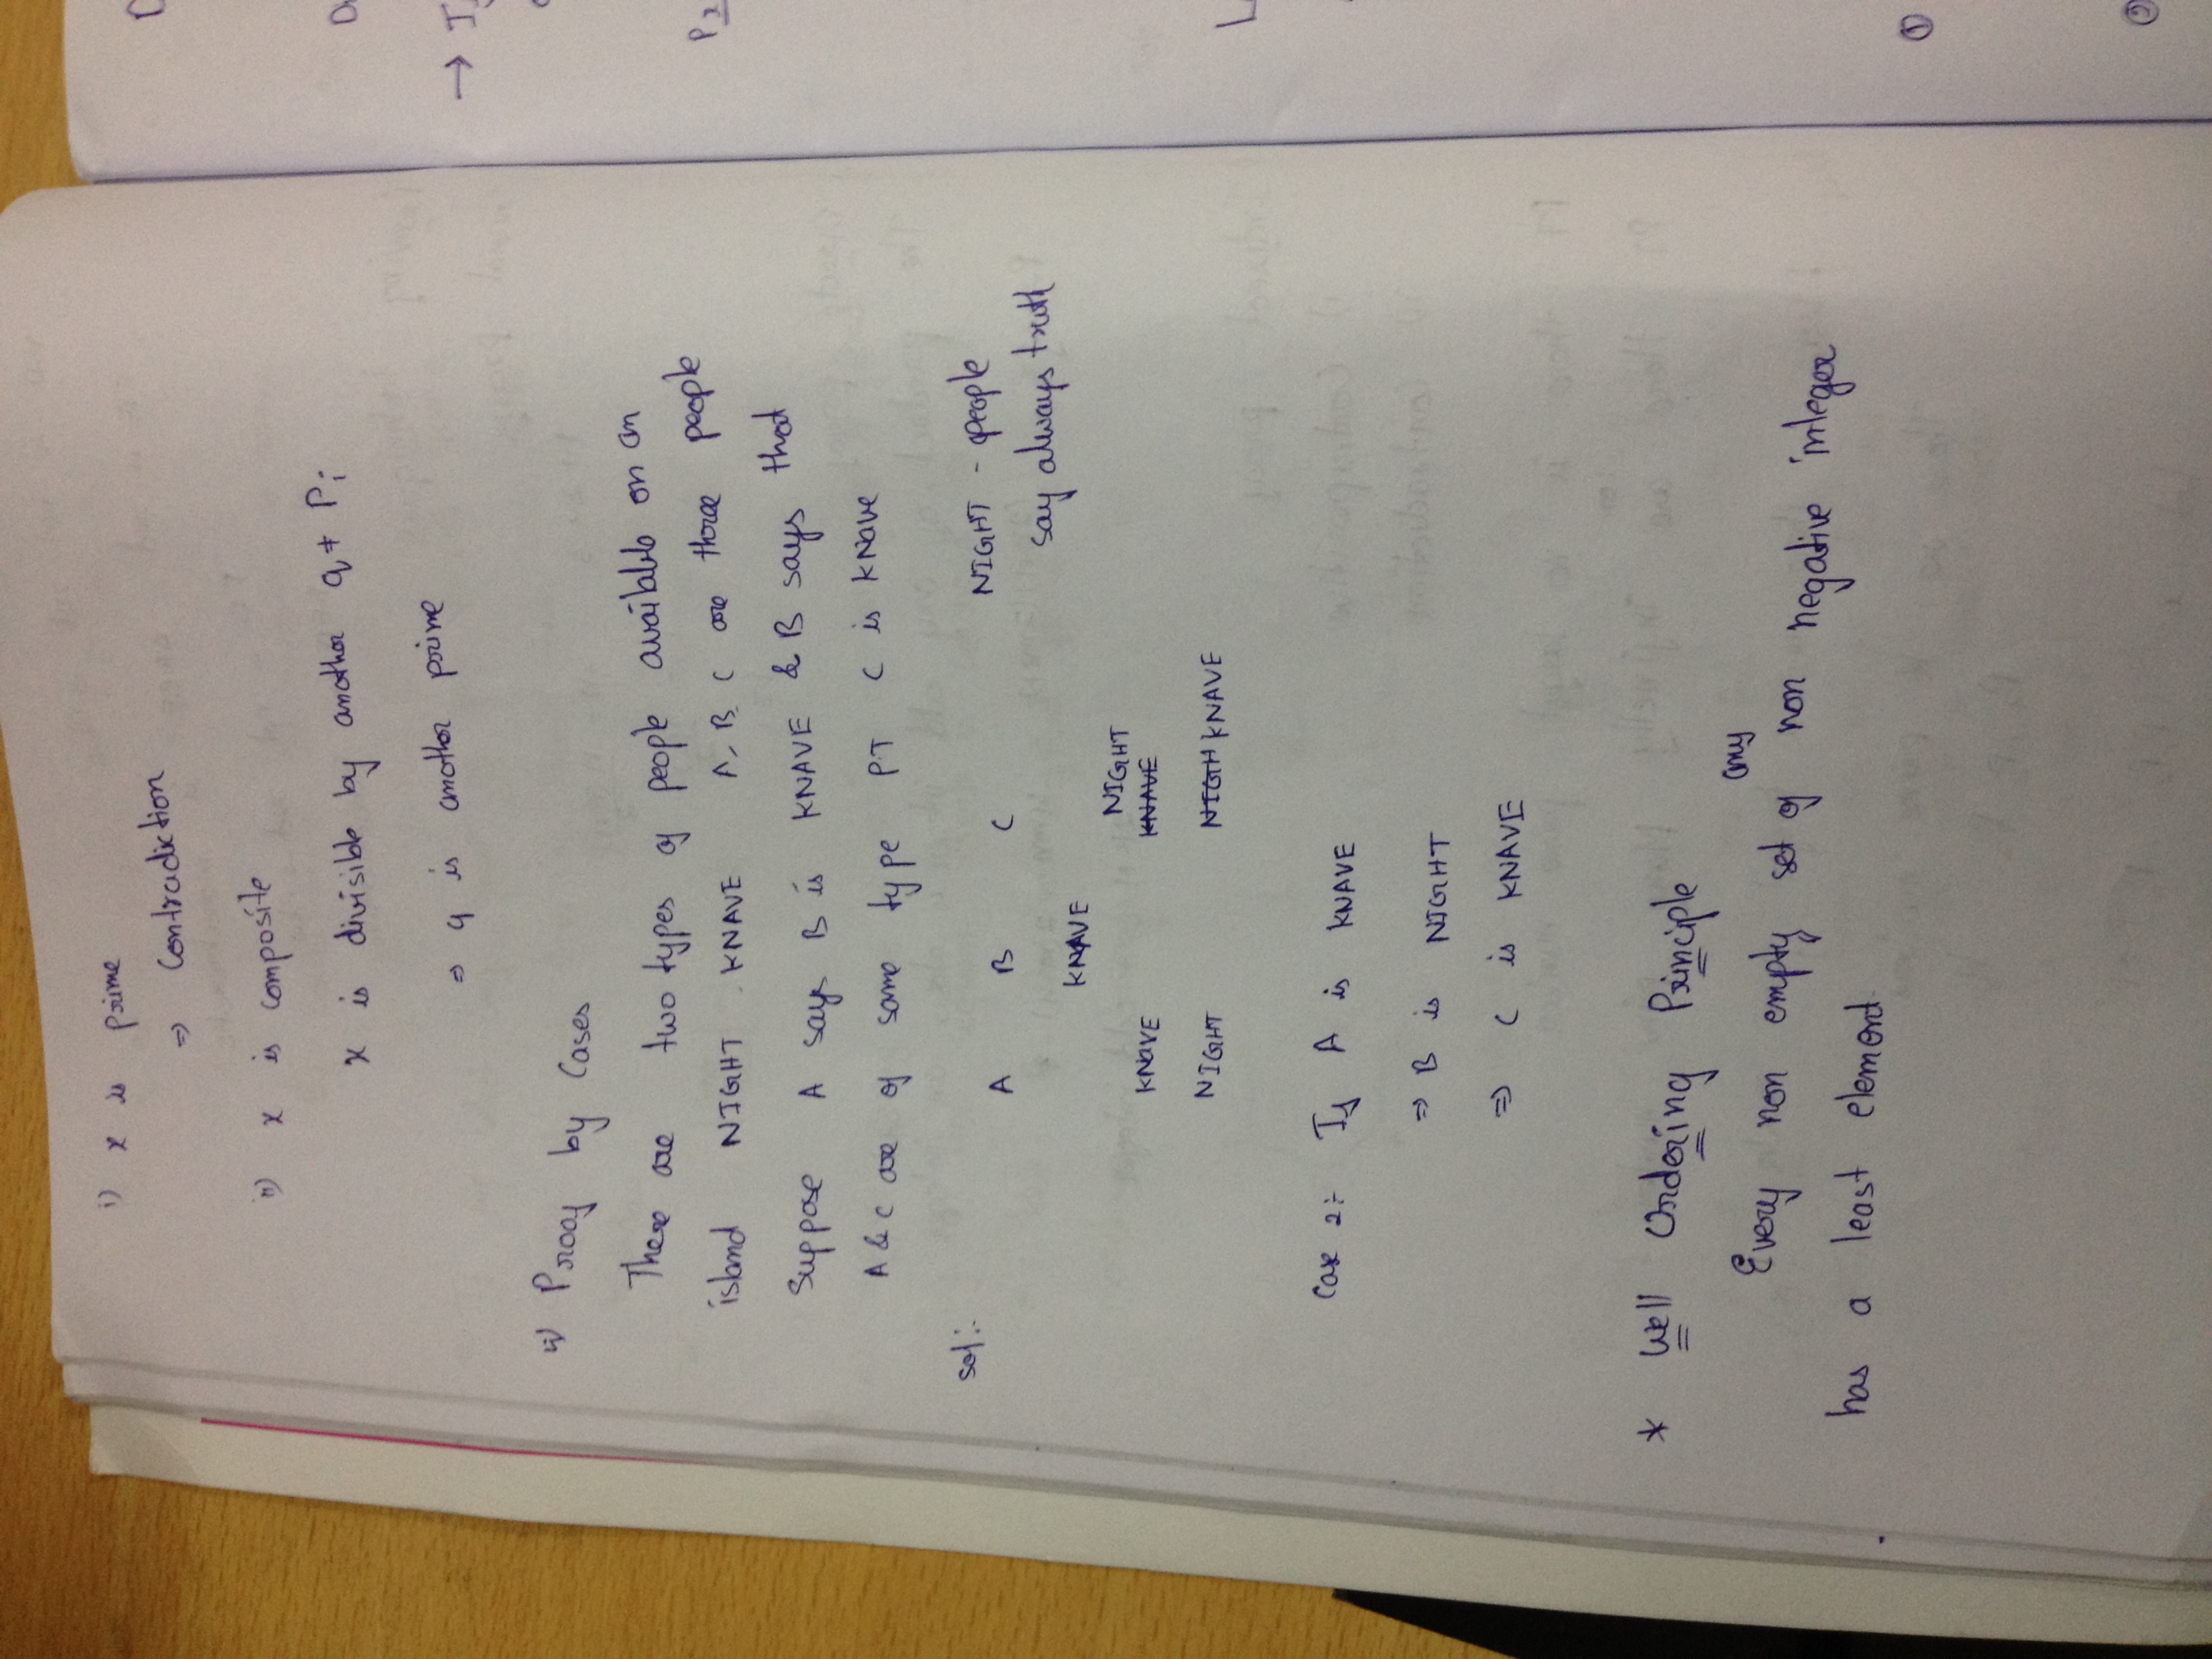 i) x is prime
⇒ contradiction
ii) x is composite
x is divisible by another q ≠ Pi
⇒ q is another prime
iv) Proof by Cases
There are two types of people available on an
island NIGHT, KNAVE A, B, C are three people
Suppose A says B is KNAVE & B says that
A & C are of same type PT C is KNAVE
Sol:-
NIGHT - people
say always truth
A B C
KNAVE
NIGHT
KNAVE KNAVE
NIGHT NIGHT KNAVE
Case 2:- If A is KNAVE
⇒ B is NIGHT
⇒ C is KNAVE
* Well Ordering Principle
any
Every non empty set of non negative integer
has a least element